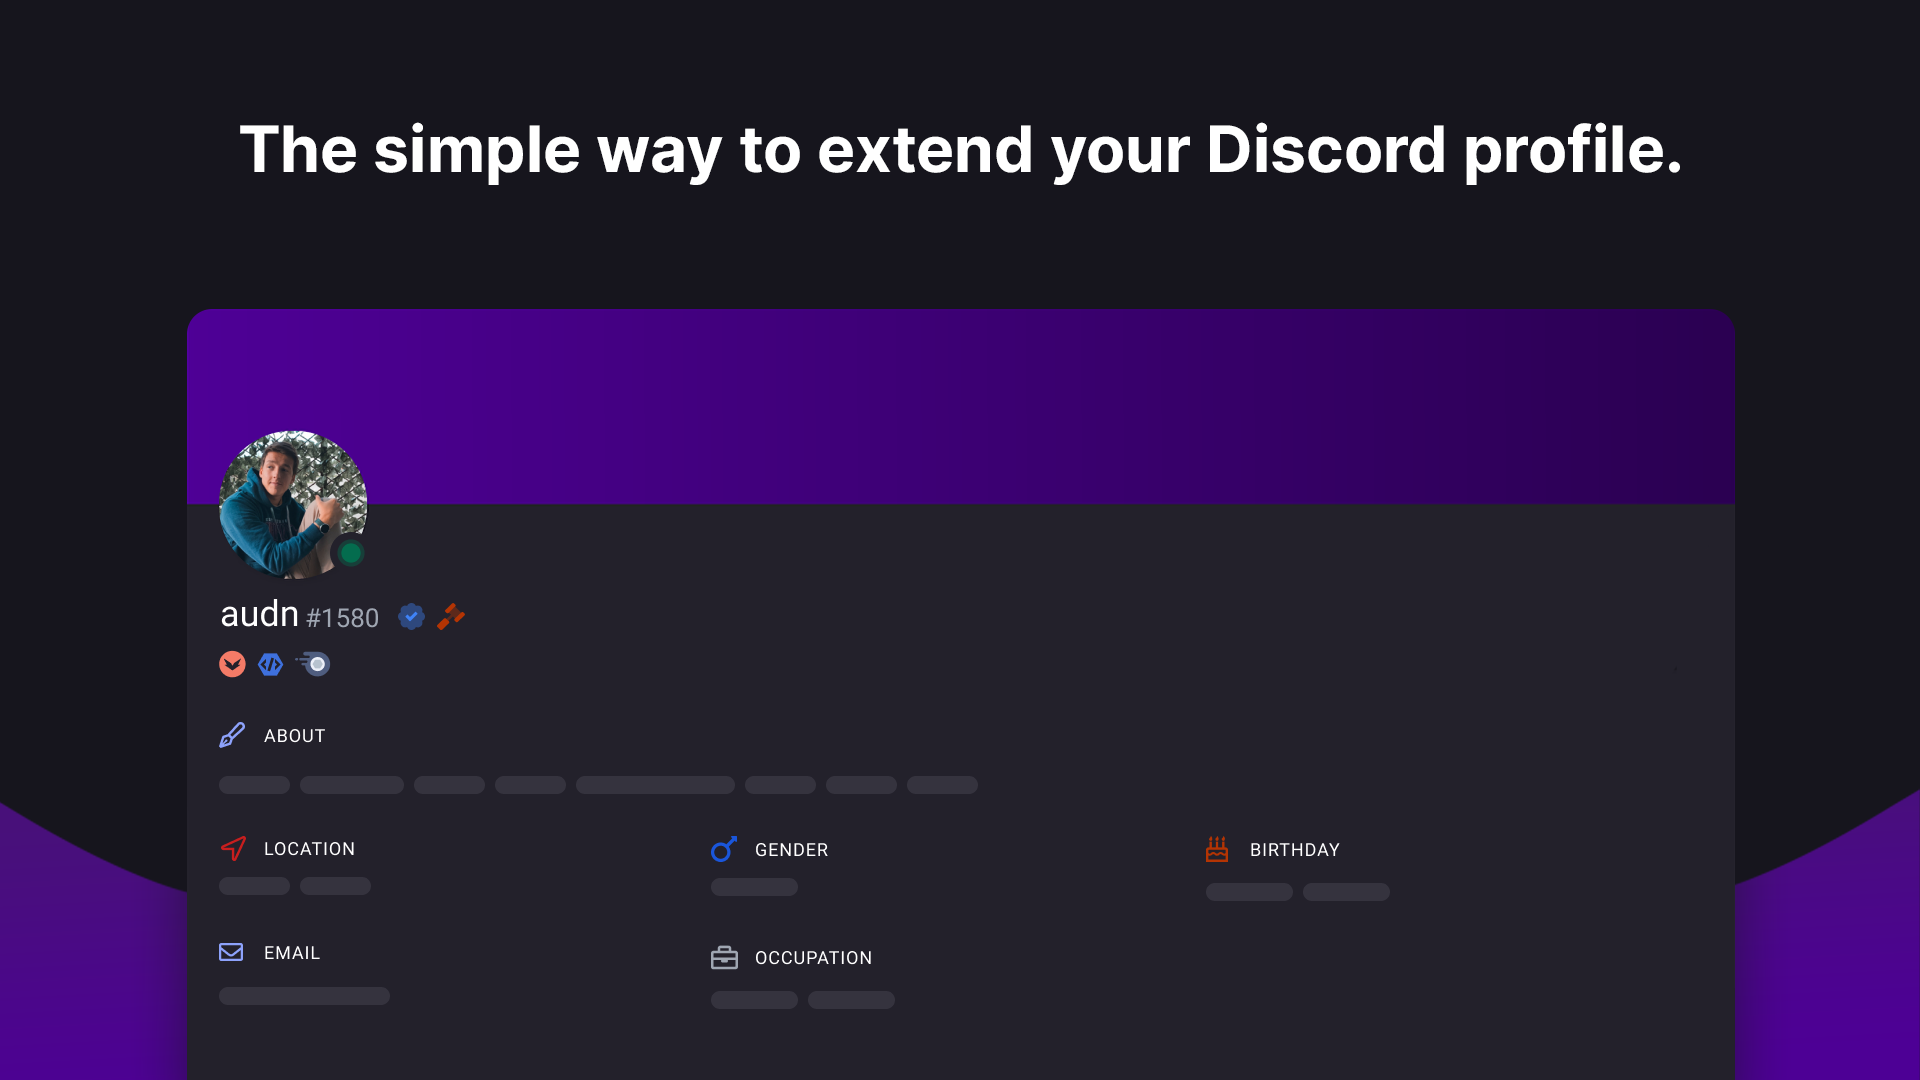 The simple way to extend your Discord profile.
audn #1580
ABOUT
LOCATION
GENDER
BIRTHDAY
EMAIL
OCCUPATION